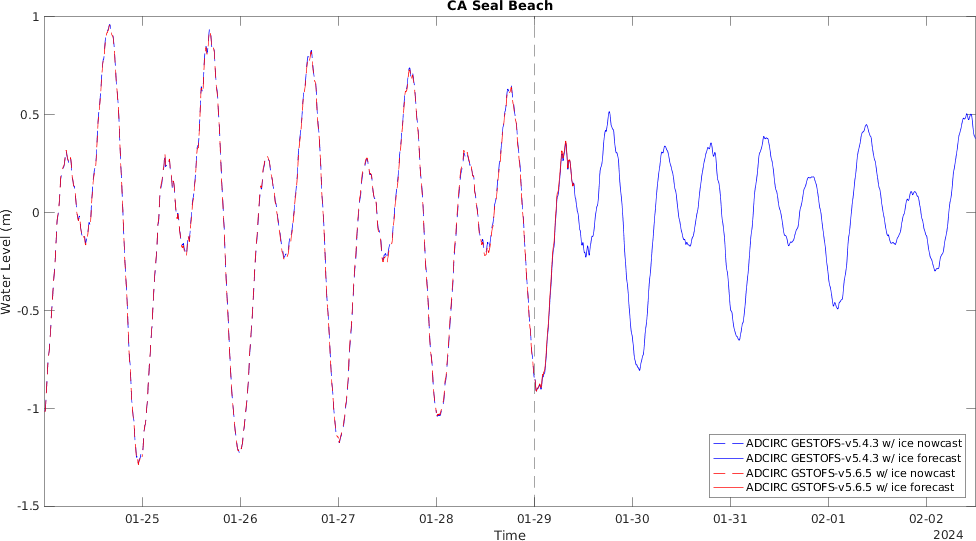 CA Seal Beach
Water Level (m)
1
0.5
0
-0.5
-1
-1.5
ADCIRC GESTOFS-v5.4.3 w/ ice nowcast
ADCIRC GESTOFS-v5.4.3 w/ ice forecast
ADCIRC GSTOFS-v5.6.5 w/ ice nowcast
ADCIRC GSTOFS-v5.6.5 w/ ice forecast
01-25 01-26 01-27 01-28 01-29 01-30 01-31 02-01 02-02
Time
2024